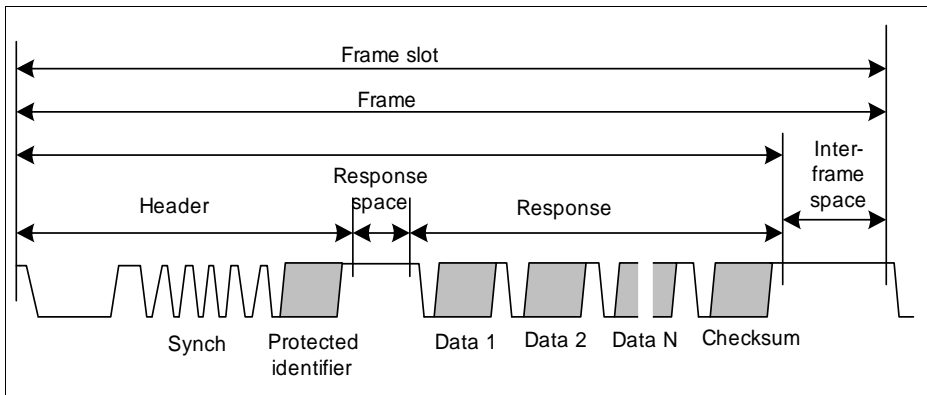 Frame slot
Frame
Inter-
frame
space
Response
space
Header
Response
Synch
Protected
identifier
Data 1
Data 2
Data N
Checksum